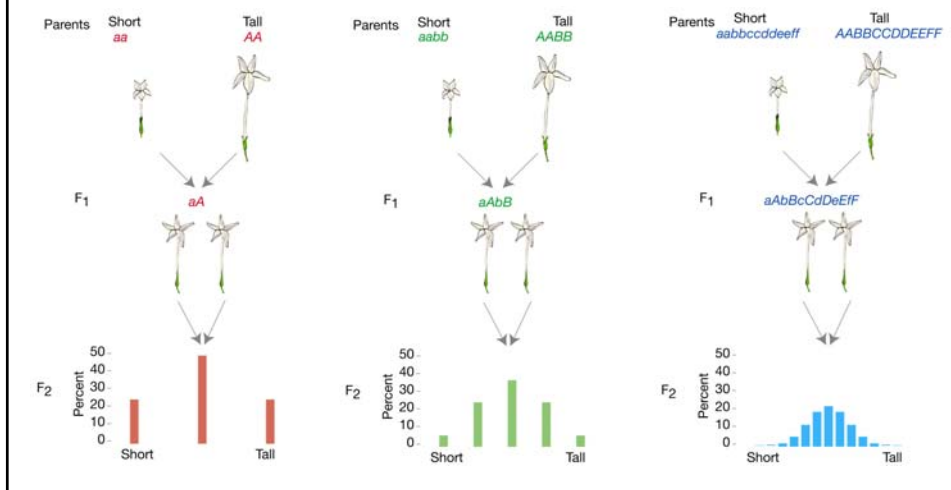 Parents Short Tall
aa AA
F1
aA
F2
Percent
50
40
30
20
10
0
Short Tall
Parents Short Tall
aabb AABB
F1
aAbB
F2
Percent
50
40
30
20
10
0
Short Tall
Parents Short Tall
aabbccddeeff AABBCCDDEEFF
F1
aAbBcCdDeEfF
F2
Percent
50
40
30
20
10
0
Short Tall